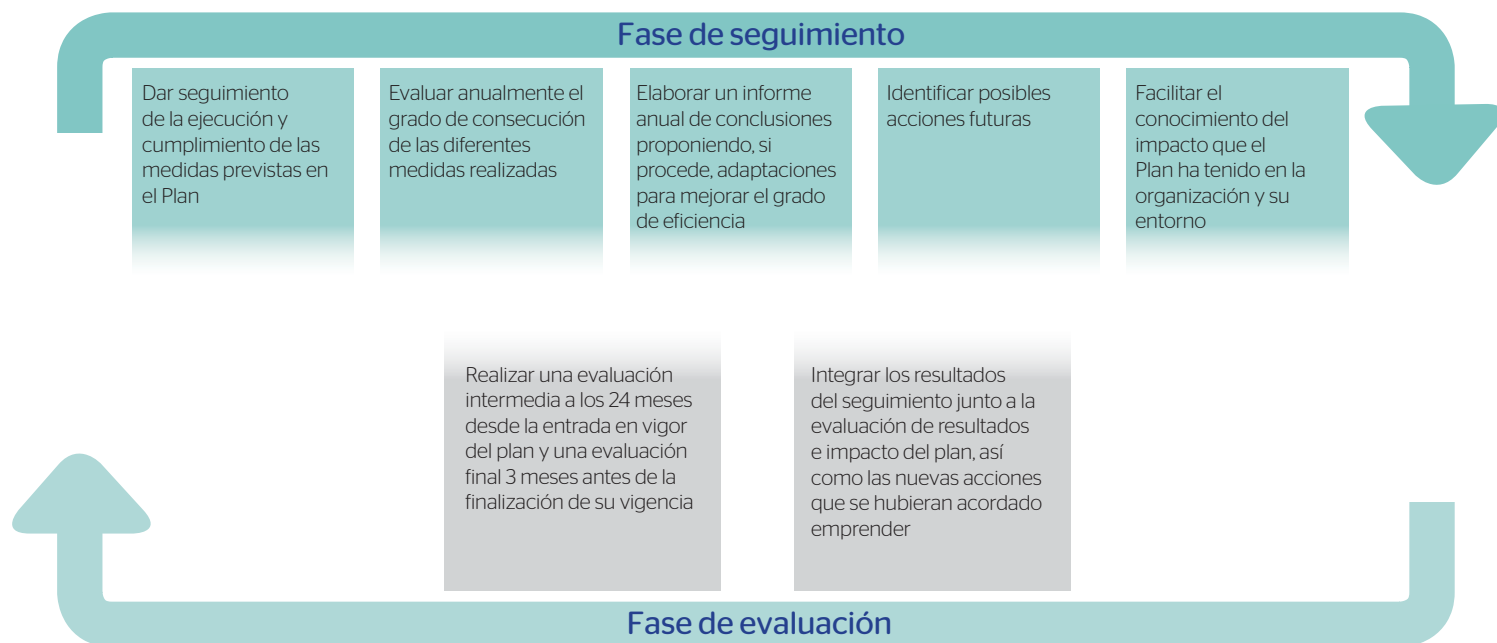 Fase de seguimiento
Dar seguimiento
de la ejecución y
cumplimiento de las
medidas previstas en
el Plan
Evaluar anualmente el
grado de consecución
de las diferentes
medidas realizadas
Elaborar un informe
anual de conclusiones
proponiendo, si
procede, adaptaciones
para mejorar el grado
de eficiencia
Identificar posibles
acciones futuras
Facilitar el
conocimiento del
impacto que el
Plan ha tenido en la
organización y su
entorno
Realizar una evaluación
intermedia a los 24 meses
desde la entrada en vigor
del plan y una evaluación
final 3 meses antes de la
finalización de su vigencia
Integrar los resultados
del seguimiento junto a la
evaluación de resultados
e impacto del plan, así
como las nuevas acciones
que se hubieran acordado
emprender
Fase de evaluación